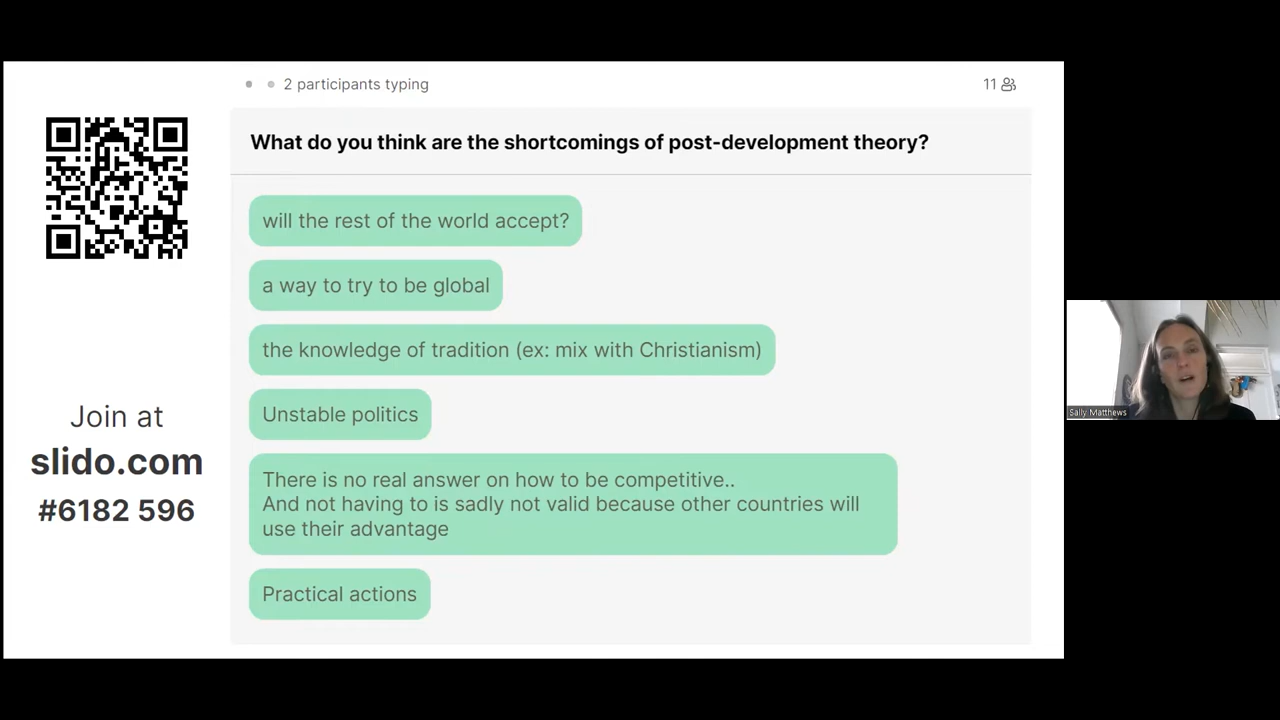 2 participants typing
11
What do you think are the shortcomings of post-development theory?
will the rest of the world accept?
a way to try to be global
the knowledge of tradition (ex: mix with Christianism)
Unstable politics
There is no real answer on how to be competitive..
And not having to is sadly not valid because other countries will
use their advantage
Practical actions
Join at
slido.com
#6182 596
Sally Matthews